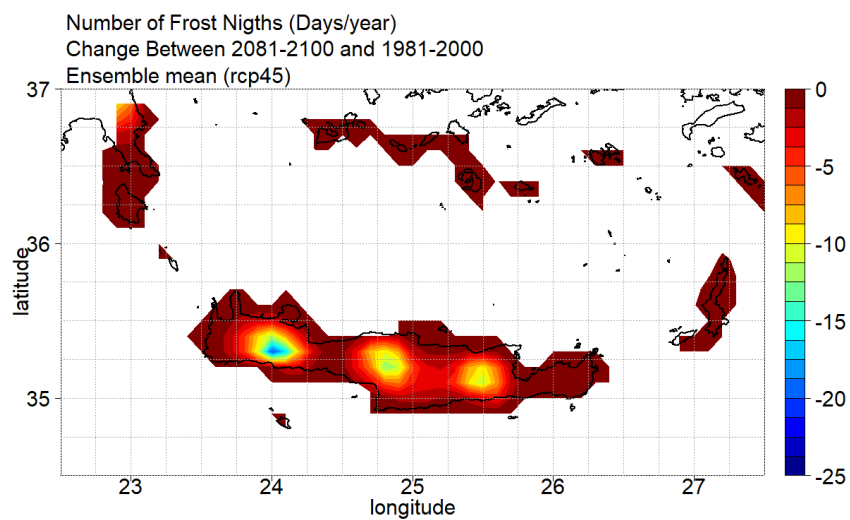 Number of Frost Nigths (Days/year)
Change Between 2081-2100 and 1981-2000
Ensemble mean (rcp45)
37
36
35
latitude
23
24
25
26
27
longitude
0
-5
-10
-15
-20
-25